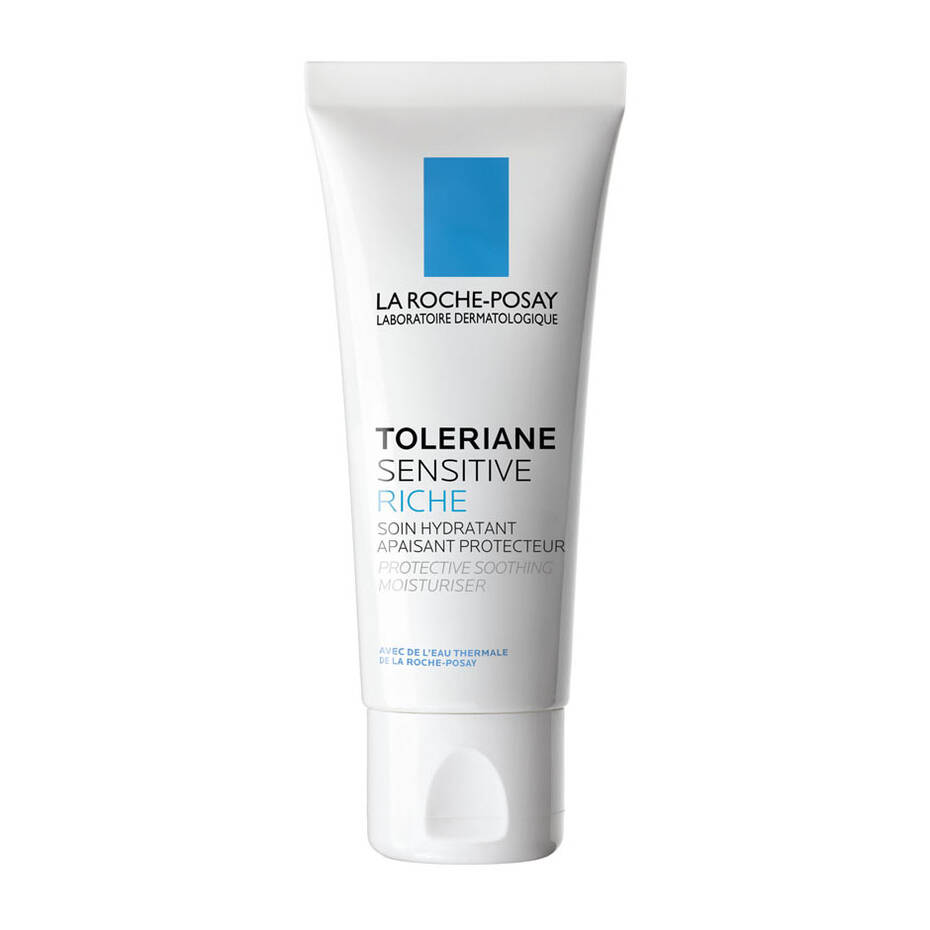 LA ROCHE-POSAY
LABORATOIRE DERMATOLOGIQUE
TOLERIANE
SENSITIVE
RICHE
SOIN HYDRATANT
APAISANT PROTECTEUR
PROTECTIVE SOOTHING
MOISTURISER
AVEC DE L'EAU THERMALE
DE LA ROCHE-POSAY